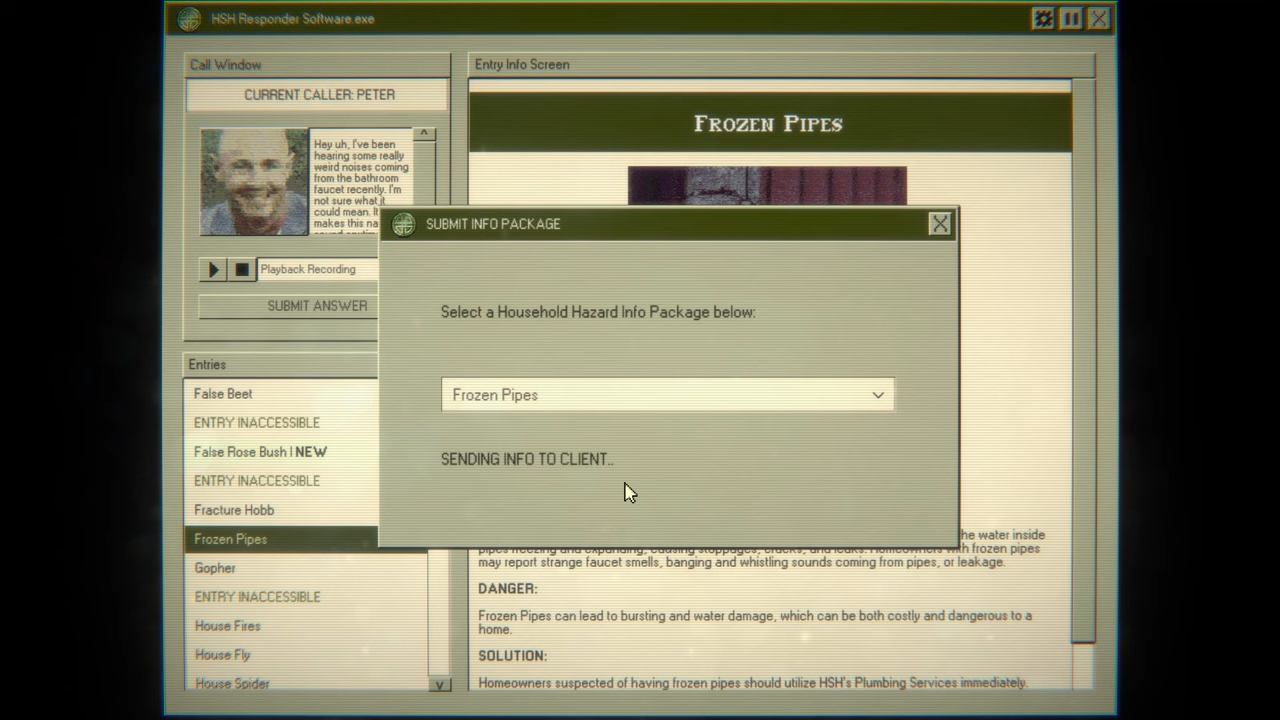 HSH Responder Software.exe
Call Window
CURRENT CALLER: PETER
Hey uh, I've been
hearing some really
weird noises coming
from the bathroom
faucet recently. I'm
not sure what it
could mean. It
makes this na
Playback Recording
SUBMIT ANSWER
Entries
False Beet
ENTRY INACCESSIBLE
False Rose Bush | NEW
ENTRY INACCESSIBLE
Fracture Hobb
Frozen Pipes
Gopher
ENTRY INACCESSIBLE
House Fires
House Fly
House Spider
Entry Info Screen
FROZEN PIPES
SUBMIT INFO PACKAGE
Select a Household Hazard Info Package below:
Frozen Pipes
SENDING INFO TO CLIENT..
he water inside
pipes freezing and expanding, causing stoppages, cracks, and leaks. Homeowners with frozen pipes
may report strange faucet smells, banging and whistling sounds coming from pipes, or leakage.
DANGER:
Frozen Pipes can lead to bursting and water damage, which can be both costly and dangerous to a
home.
SOLUTION:
Homeowners suspected of having frozen pipes should utilize HSH's Plumbing Services immediately.